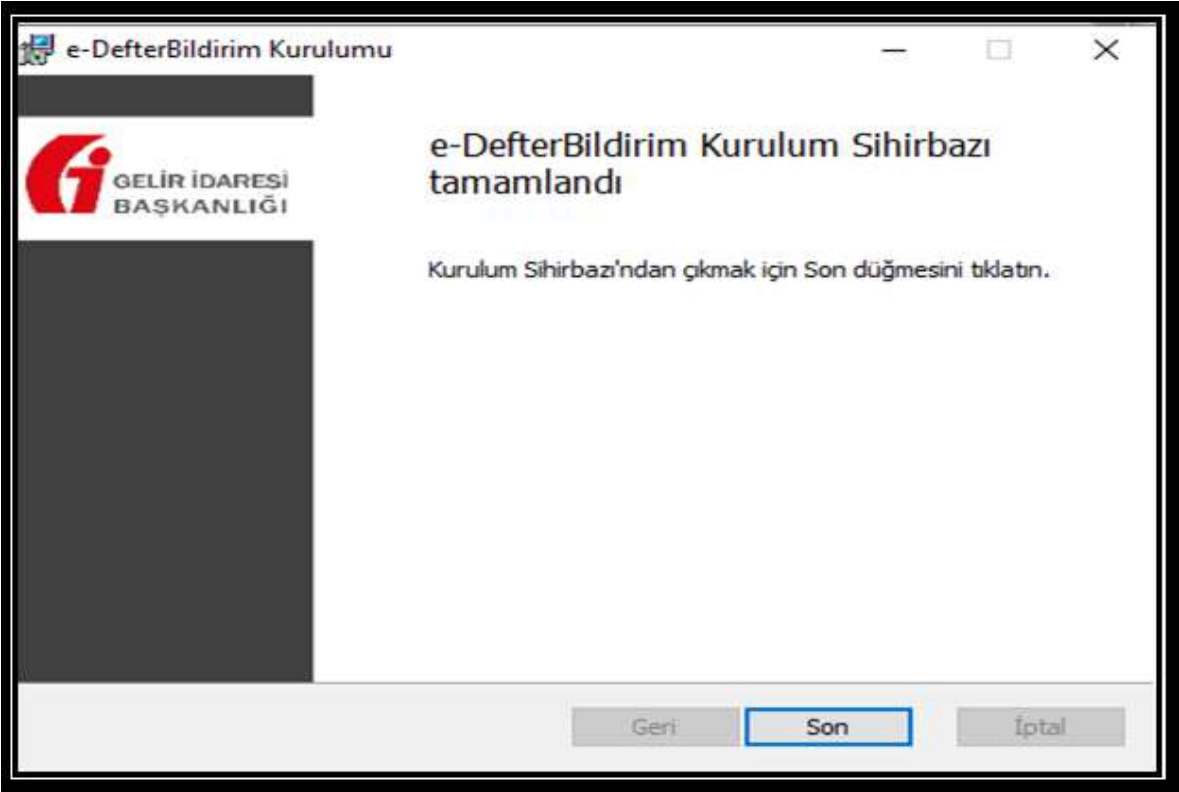 e-DefterBildirim Kurulumu
GELİR İDARESİ
BAŞKANLIĞI
e-DefterBildirim Kurulum Sihirbazı
tamamlandı
Kurulum Sihirbazı'ndan çıkmak için Son düğmesini tıklatın.
Geri Son İptal